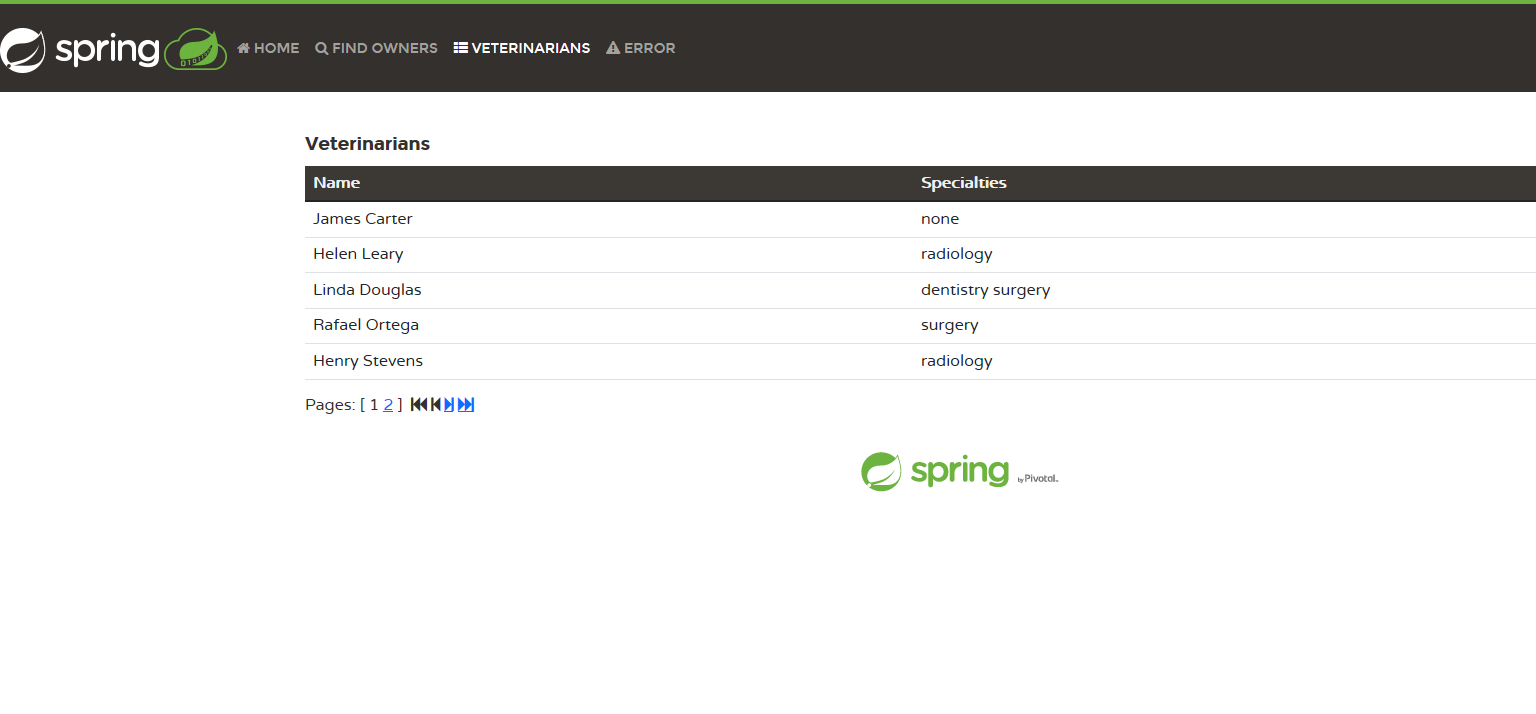 spring HOME FIND OWNERS VETERINARIANS ERROR
Veterinarians
Name Specialties
James Carter none
Helen Leary radiology
Linda Douglas dentistry surgery
Rafael Ortega surgery
Henry Stevens radiology
Pages: [ 1 2 ]
spring by Pivotal